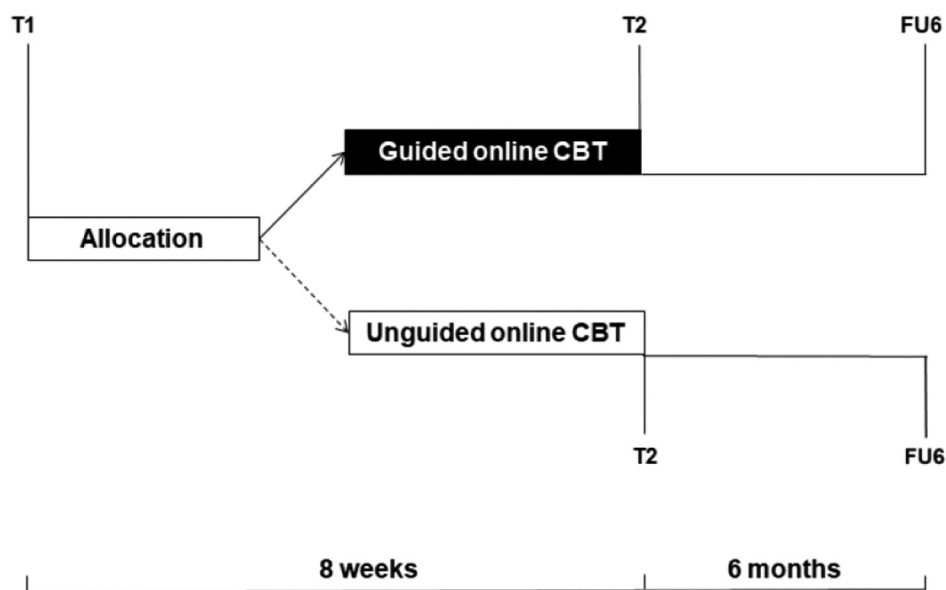 T1
T2
FU6
Guided online CBT
Allocation
Unguided online CBT
T2
FU6
8 weeks
6 months